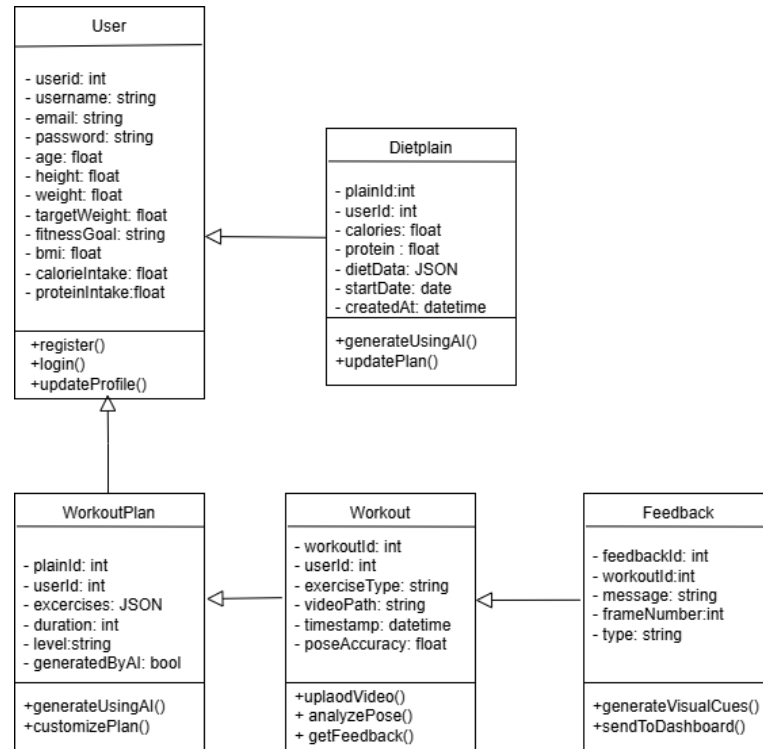 User
- userid: int
- username: string
- email: string
- password: string
- age: float
- height: float
- weight: float
- targetWeight: float
- fitnessGoal: string
- bmi: float
- calorieIntake: float
- proteinIntake:float
+register()
+login()
+updateProfile()
Dietplain
- plainId:int
- userId: int
- calories: float
- protein : float
- dietData: JSON
- startDate: date
- createdAt: datetime
+generateUsingAI()
+updatePlan()
WorkoutPlan
- plainId: int
- userId: int
- excercises: JSON
- duration: int
- level:string
- generatedByAI: bool
+generateUsingAI()
+customizePlan()
Workout
- workoutId: int
- userId: int
- exerciseType: string
- videoPath: string
- timestamp: datetime
- poseAccuracy: float
+uplaodVideo()
+ analyzePose()
+ getFeedback()
Feedback
- feedbackId: int
- workoutId:int
- message: string
- frameNumber:int
- type: string
+generateVisualCues()
+sendToDashboard()